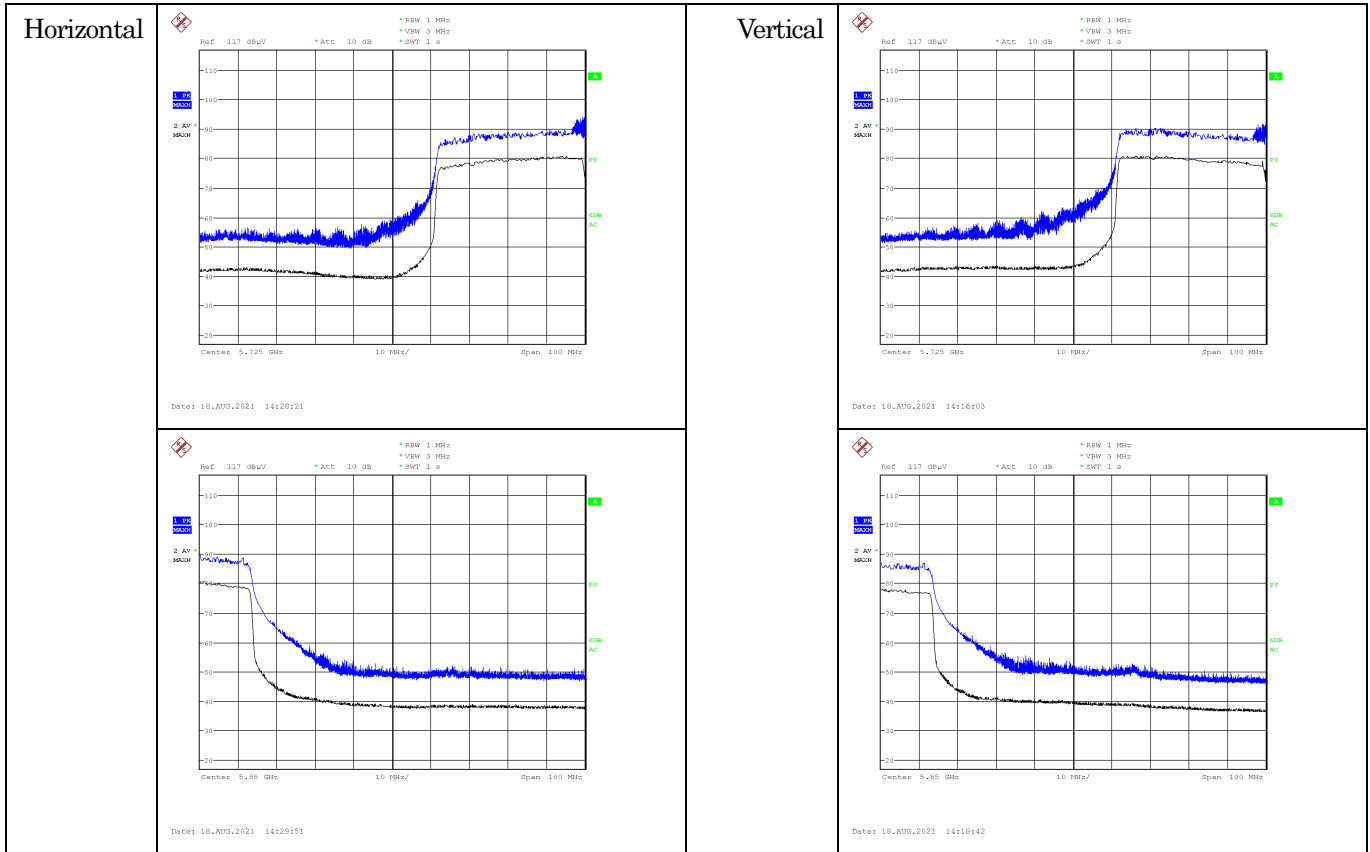 Horizontal
R S
* RBW 1 MHz
* VBW 3 MHz
Ref 117 dBµV * Att 10 dB * SWT 1 s
110
A
1 PK
MAXH
100
2 AV *
MAXH
90
80
PS
70
60
6DB
AC
50
40
30
20
Center 5.725 GHz 10 MHz/ Span 100 MHz
Date: 18.AUG.2021 14:28:21
Vertical
R S
* RBW 1 MHz
* VBW 3 MHz
Ref 117 dBµV * Att 10 dB * SWT 1 s
110
A
1 PK
MAXH
100
2 AV *
MAXH
90
80
PS
70
60
6DB
AC
50
40
30
20
Center 5.725 GHz 10 MHz/ Span 100 MHz
Date: 18.AUG.2021 14:16:03
R S
* RBW 1 MHz
* VBW 3 MHz
Ref 117 dBµV * Att 10 dB * SWT 1 s
110
A
1 PK
MAXH
100
2 AV *
MAXH
90
80
PS
70
60
6DB
AC
50
40
30
20
Center 5.85 GHz 10 MHz/ Span 100 MHz
Date: 18.AUG.2021 14:29:51
R S
* RBW 1 MHz
* VBW 3 MHz
Ref 117 dBµV * Att 10 dB * SWT 1 s
110
A
1 PK
MAXH
100
2 AV *
MAXH
90
80
PS
70
60
6DB
AC
50
40
30
20
Center 5.85 GHz 10 MHz/ Span 100 MHz
Date: 18.AUG.2021 14:18:42